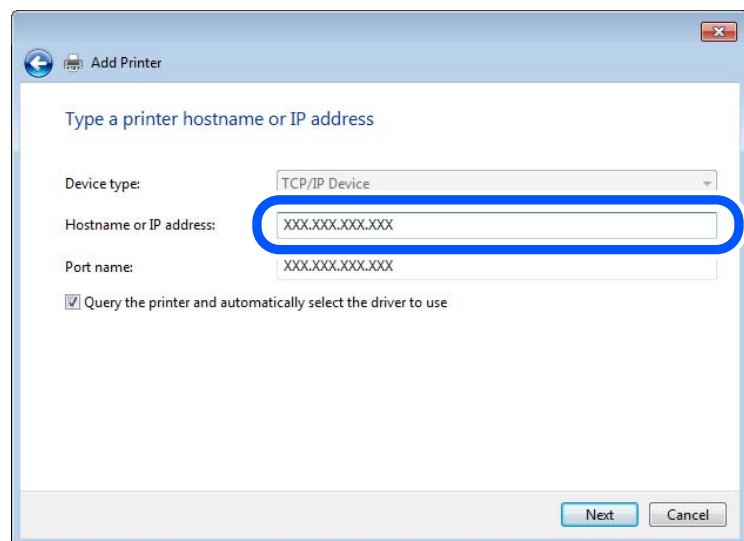 Add Printer
Type a printer hostname or IP address
Device type: TCP/IP Device
Hostname or IP address: XXX.XXX.XXX.XXX
Port name: XXX.XXX.XXX.XXX
Query the printer and automatically select the driver to use
Next Cancel